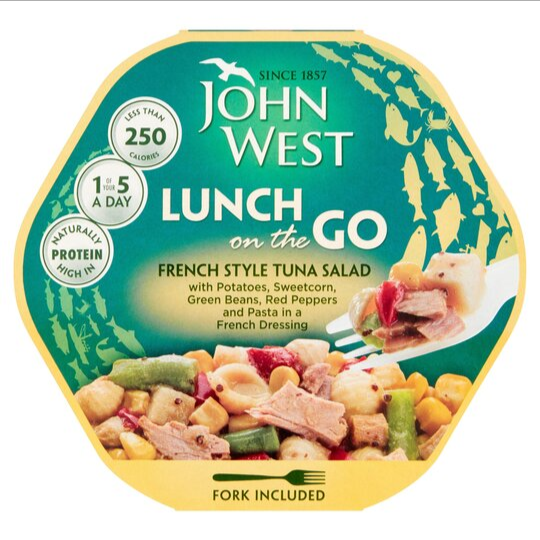 SINCE 1857
JOHN
WEST
LESS THAN
250
CALORIES
1 OF YOUR 5
A DAY
NATURALLY
PROTEIN
HIGH IN
LUNCH
on the GO
FRENCH STYLE TUNA SALAD
with Potatoes, Sweetcorn,
Green Beans, Red Peppers
and Pasta in a
French Dressing
FORK INCLUDED